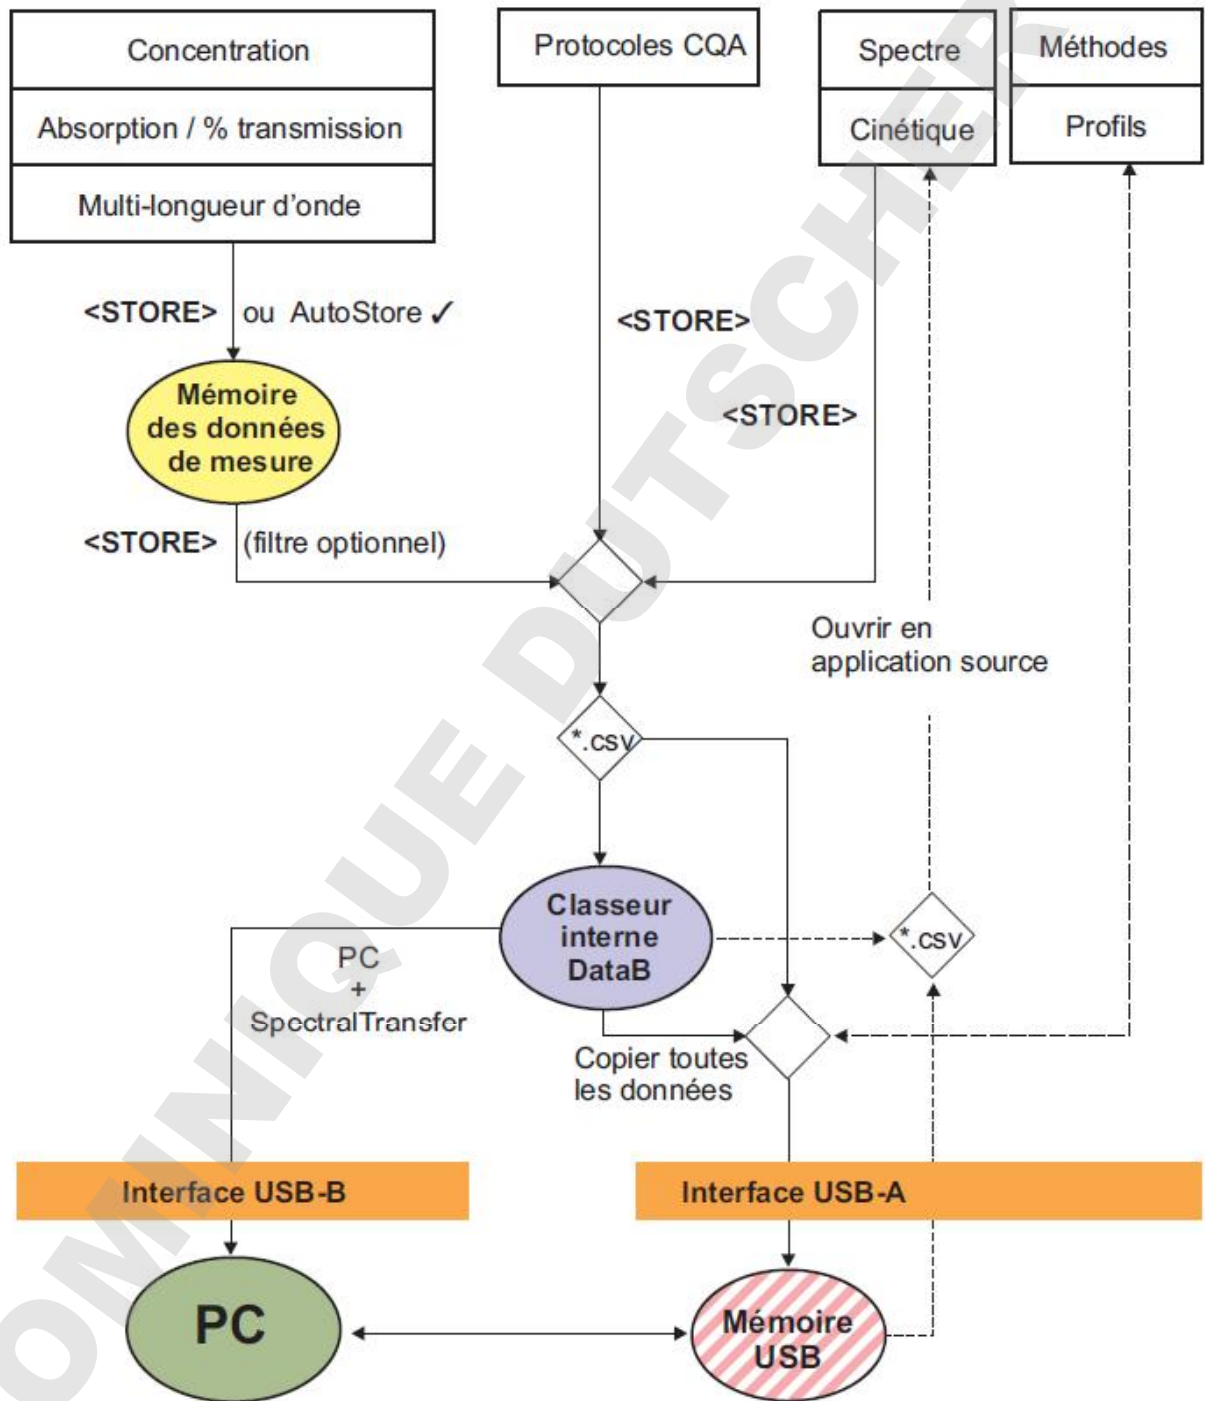 Concentration
Absorption / % transmission
Multi-longueur d'onde
Protocoles CQA
Spectre
Cinétique
Méthodes
Profils
<STORE> ou AutoStore ✓
<STORE>
<STORE>
Mémoire
des données
de mesure
<STORE> (filtre optionnel)
Ouvrir en
application source
*.csv
Classeur
interne
DataB
*.csv
PC
+
SpectralTransfer
Copier toutes
les données
Interface USB-B
Interface USB-A
PC
Mémoire
USB
OMINIQUE DUTSCHER